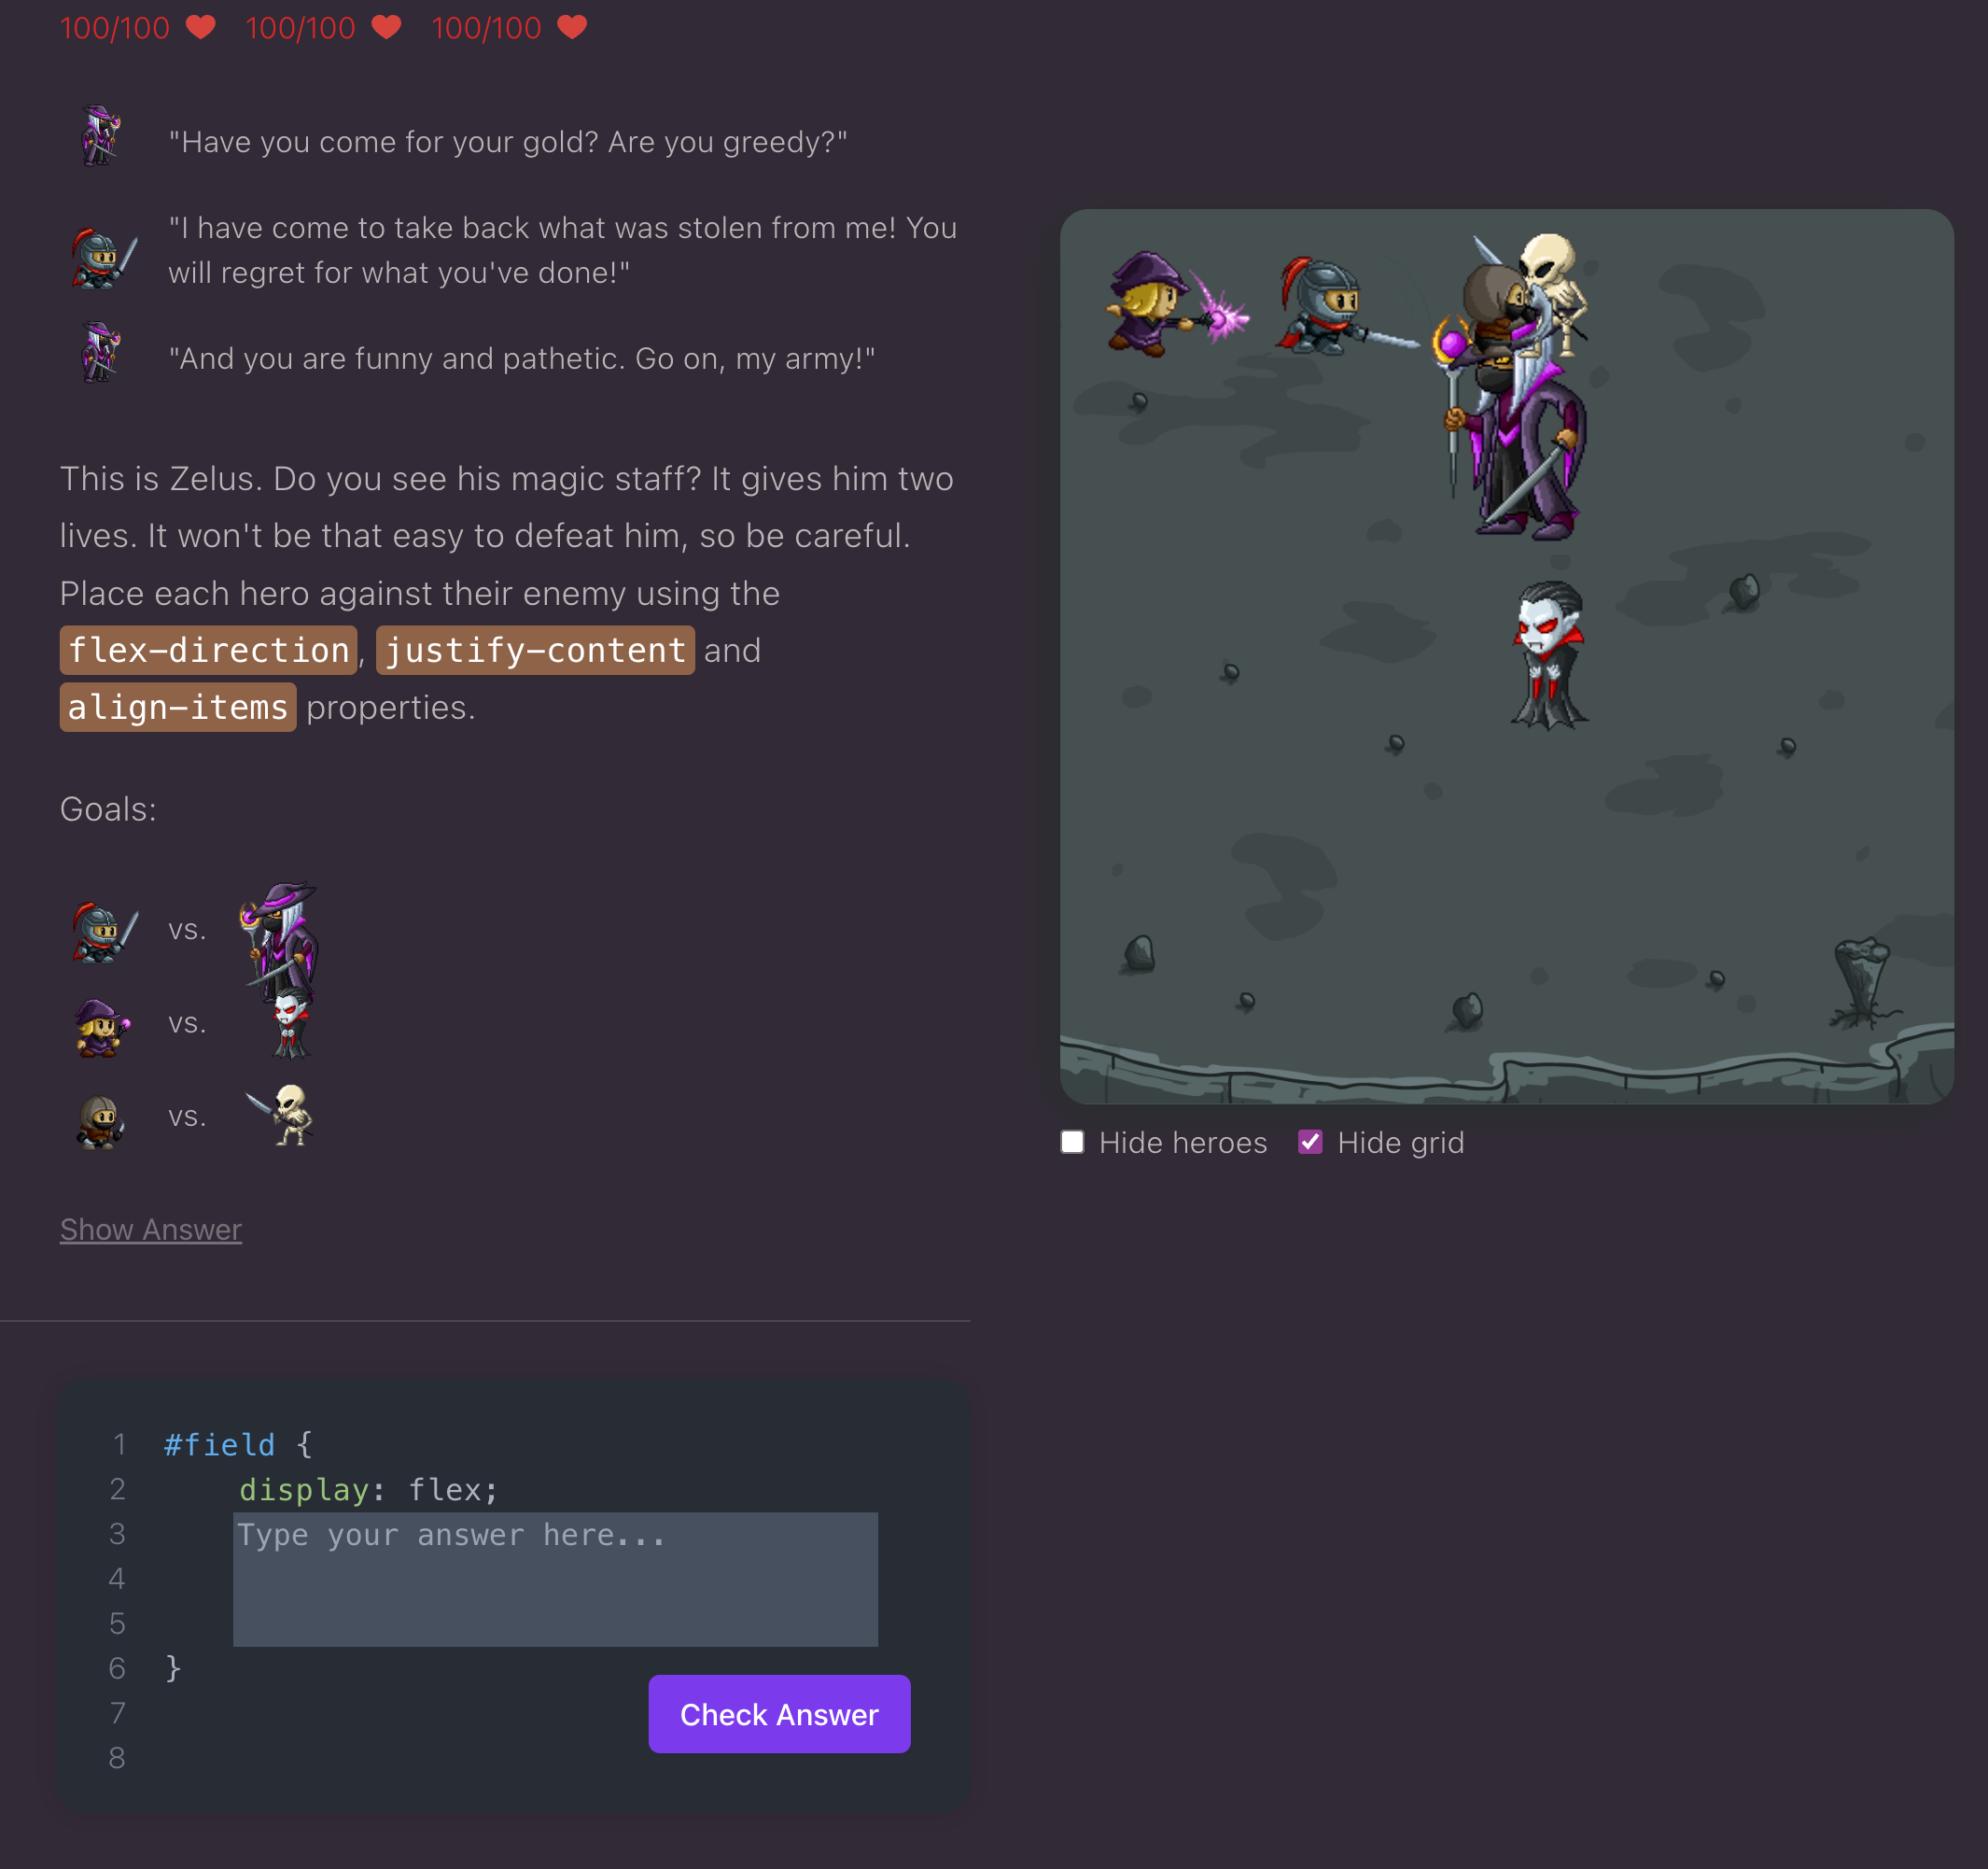 100/100 100/100 100/100
"Have you come for your gold? Are you greedy?"
"I have come to take back what was stolen from me! You
will regret for what you've done!"
"And you are funny and pathetic. Go on, my army!"
This is Zelus. Do you see his magic staff? It gives him two
lives. It won't be that easy to defeat him, so be careful.
Place each hero against their enemy using the
flex-direction, justify-content and
align-items properties.
Goals:
vs.
vs.
vs.
Show Answer
Hide heroes Hide grid
1 #field {
2 display: flex;
3 Type your answer here...
4
5
6 }
7
8
Check Answer